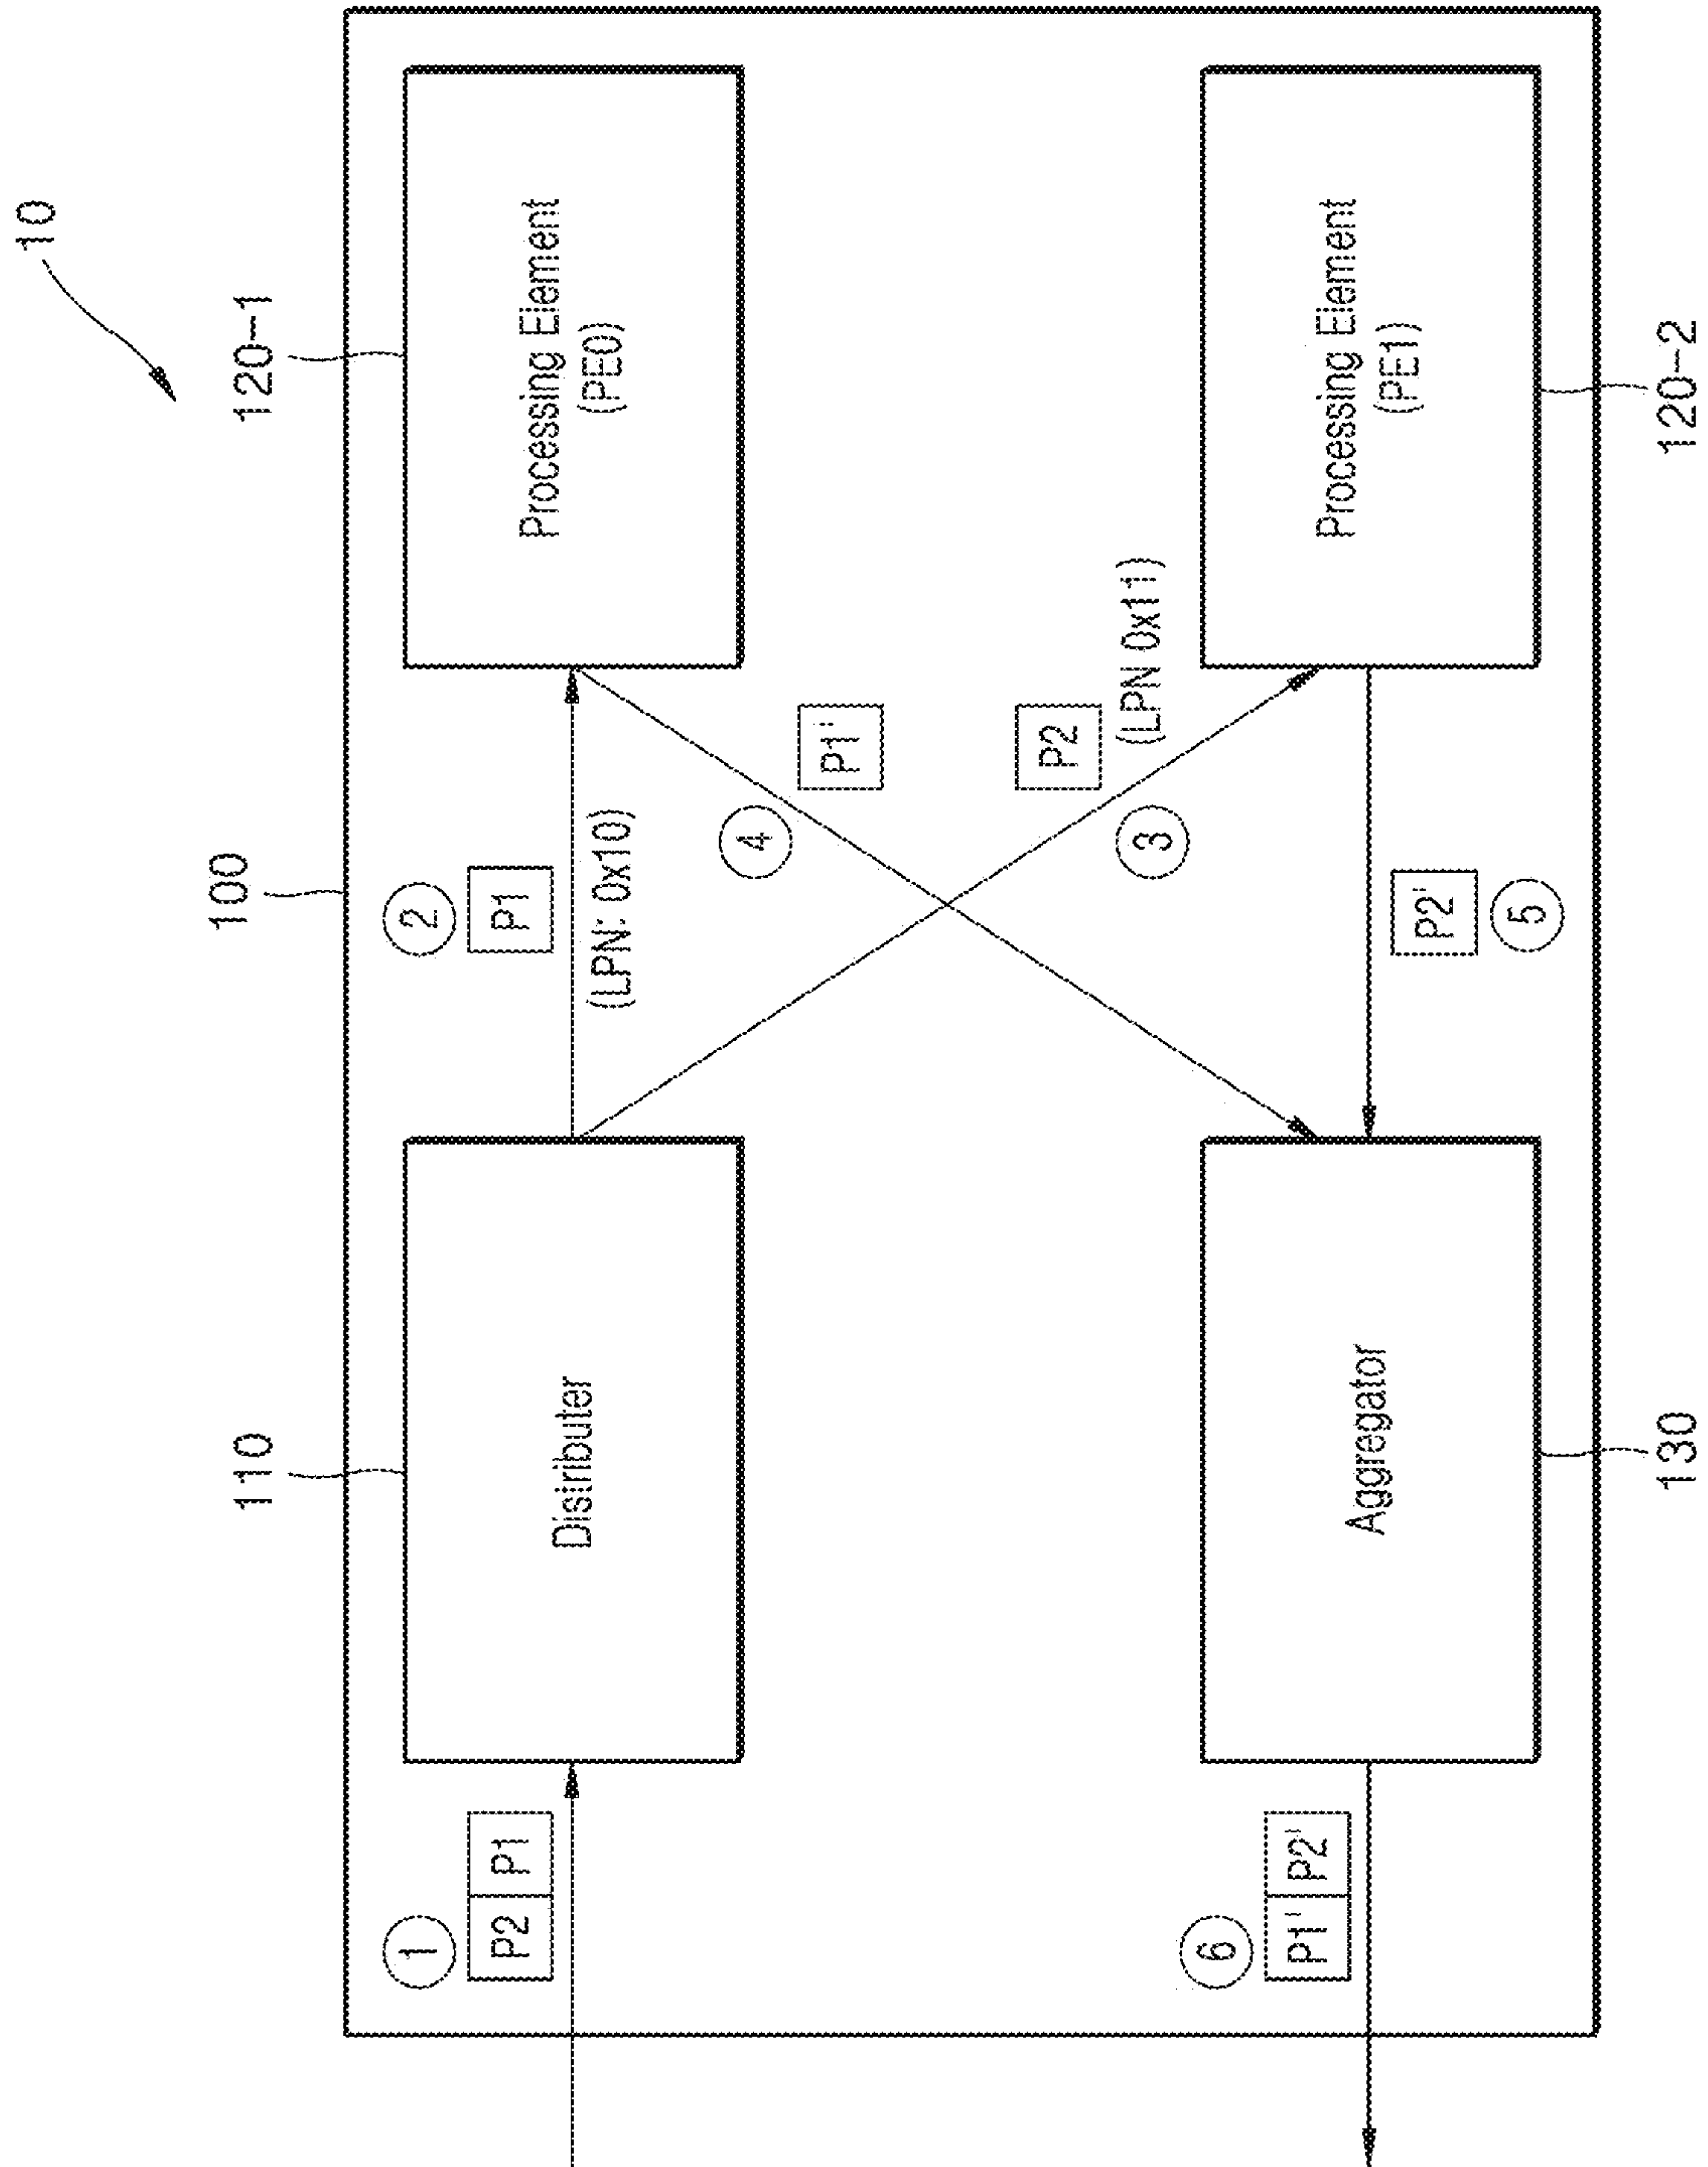 10
100
110
120-1
1
P2 P1
2
P1
Distributer
(LPN: 0x10)
Processing Element
(PE0)
4
P1'
P2
(LPN 0x11)
3
6
P1' P2'
Aggregator
P2'
5
Processing Element
(PE1)
130
120-2